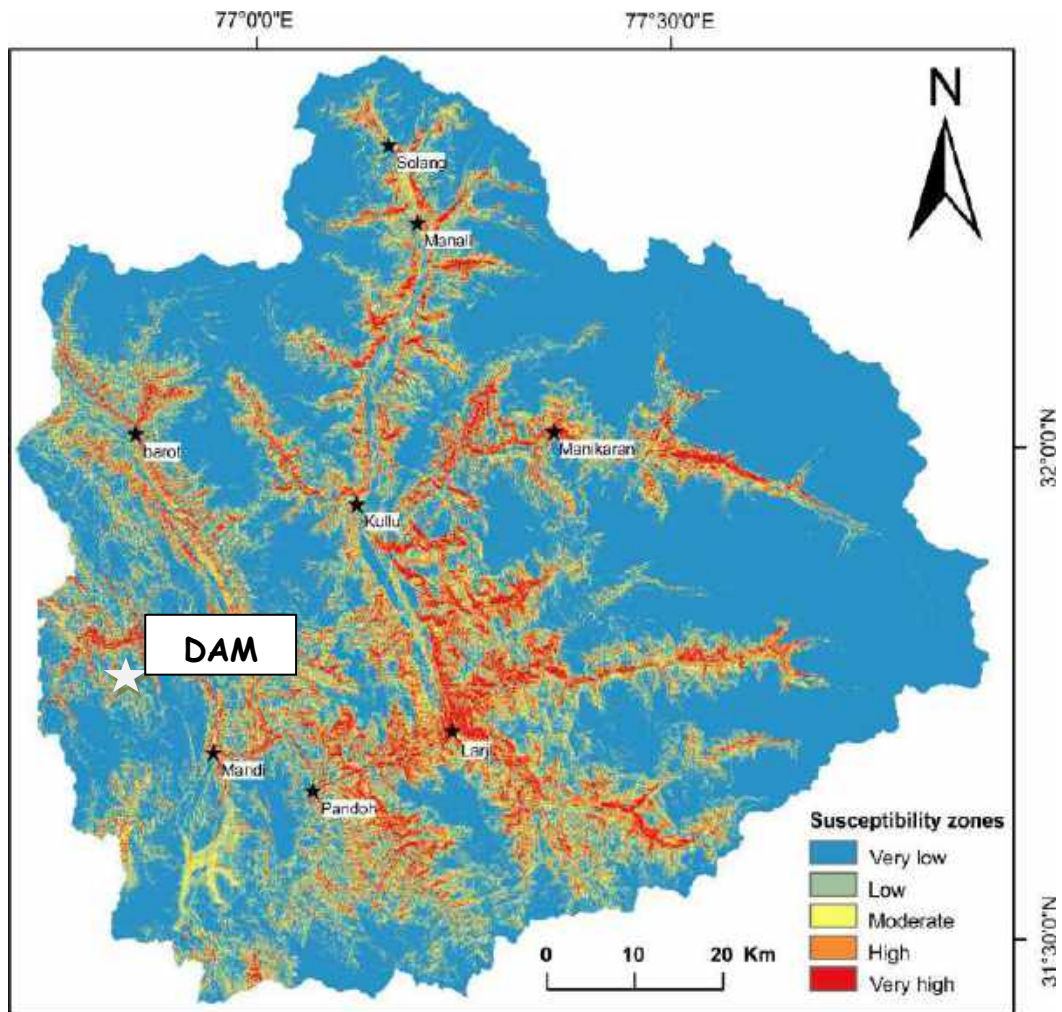 77°0'0"E
77°30'0"E
N
Solang
Manali
barot
Manikaran
32°0'0"N
Kullu
DAM
Larji
Mandi
Pandoh
Susceptibility zones
Very low
Low
Moderate
High
Very high
31°30'0"N
0 10 20 Km